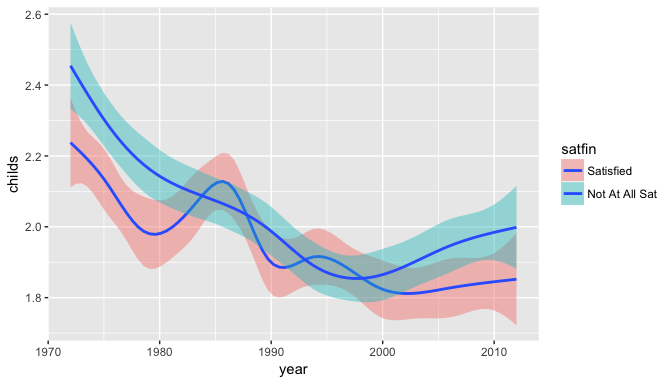 2.6
2.4
2.2
2.0
1.8
childs
1970 1980 1990 2000 2010
year
satfin
Satisfied
Not At All Sat